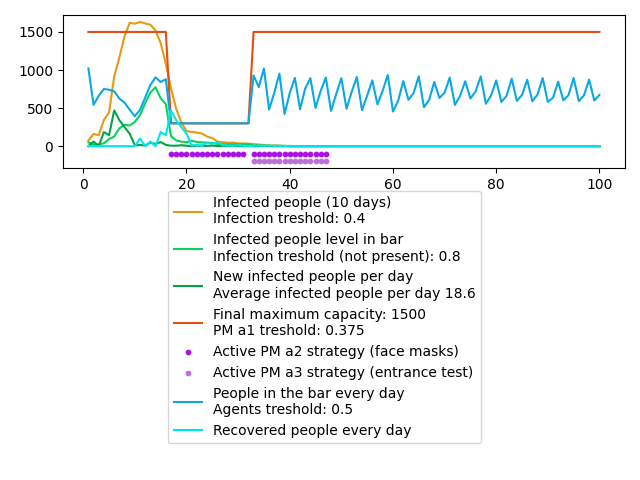 1500
1000
500
0
0
20
40
60
80
100
Infected people (10 days)
Infection treshold: 0.4
Infected people level in bar
Infection treshold (not present): 0.8
New infected people per day
Average infected people per day 18.6
Final maximum capacity: 1500
PM a1 treshold: 0.375
Active PM a2 strategy (face masks)
Active PM a3 strategy (entrance test)
People in the bar every day
Agents treshold: 0.5
Recovered people every day